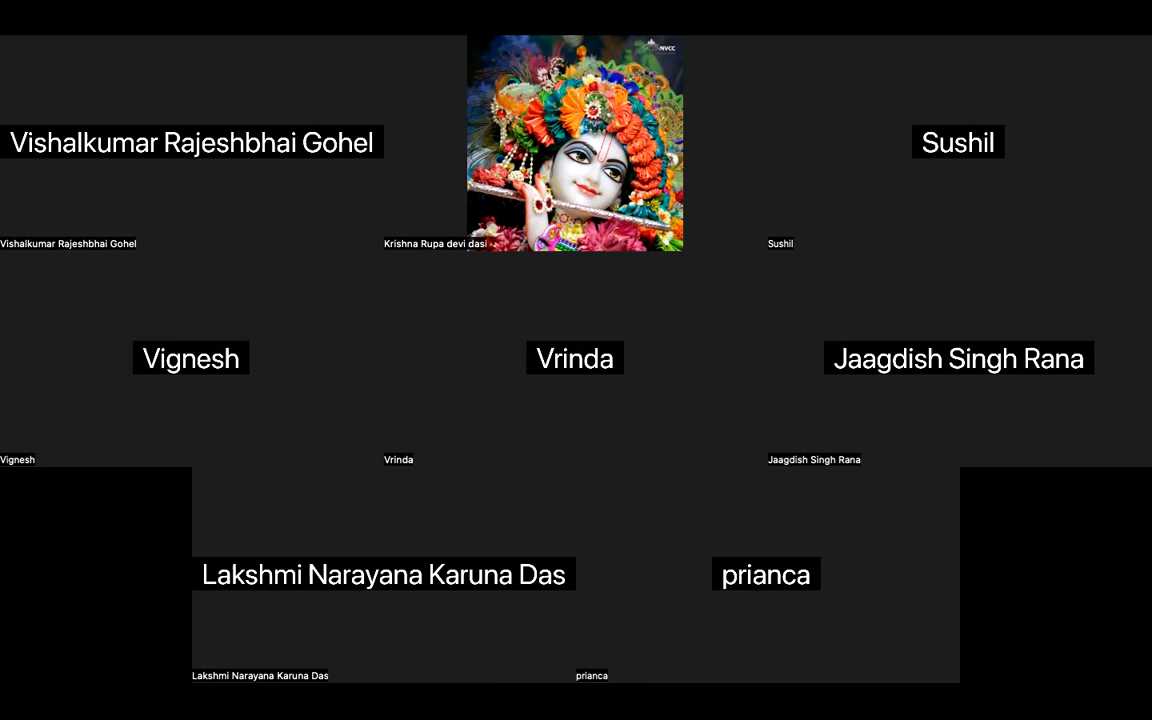 NVCC
Vishalkumar Rajeshbhai Gohel
Sushil
Vishalkumar Rajeshbhai Gohel
Krishna Rupa devi dasi
Sushil
Vignesh
Vrinda
Jaagdish Singh Rana
Vignesh
Vrinda
Jaagdish Singh Rana
Lakshmi Narayana Karuna Das
prianca
Lakshmi Narayana Karuna Das
prianca